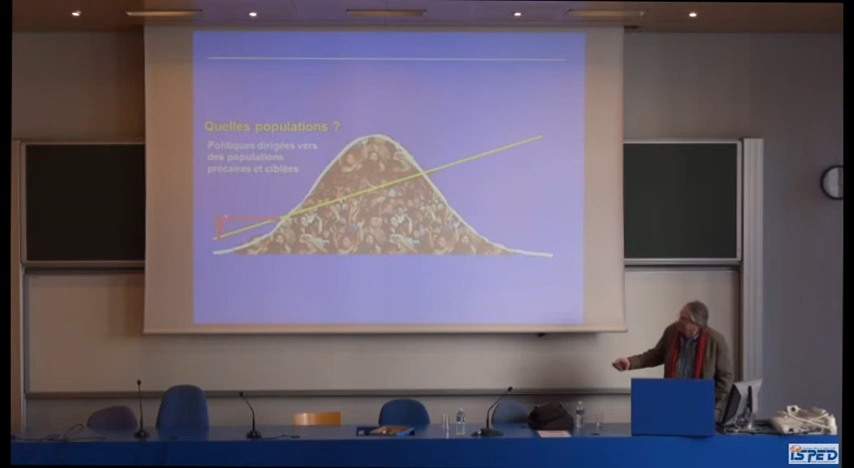 Quelles populations ?
Politiques dirigées vers
des populations
précaires et ciblées
ISPED